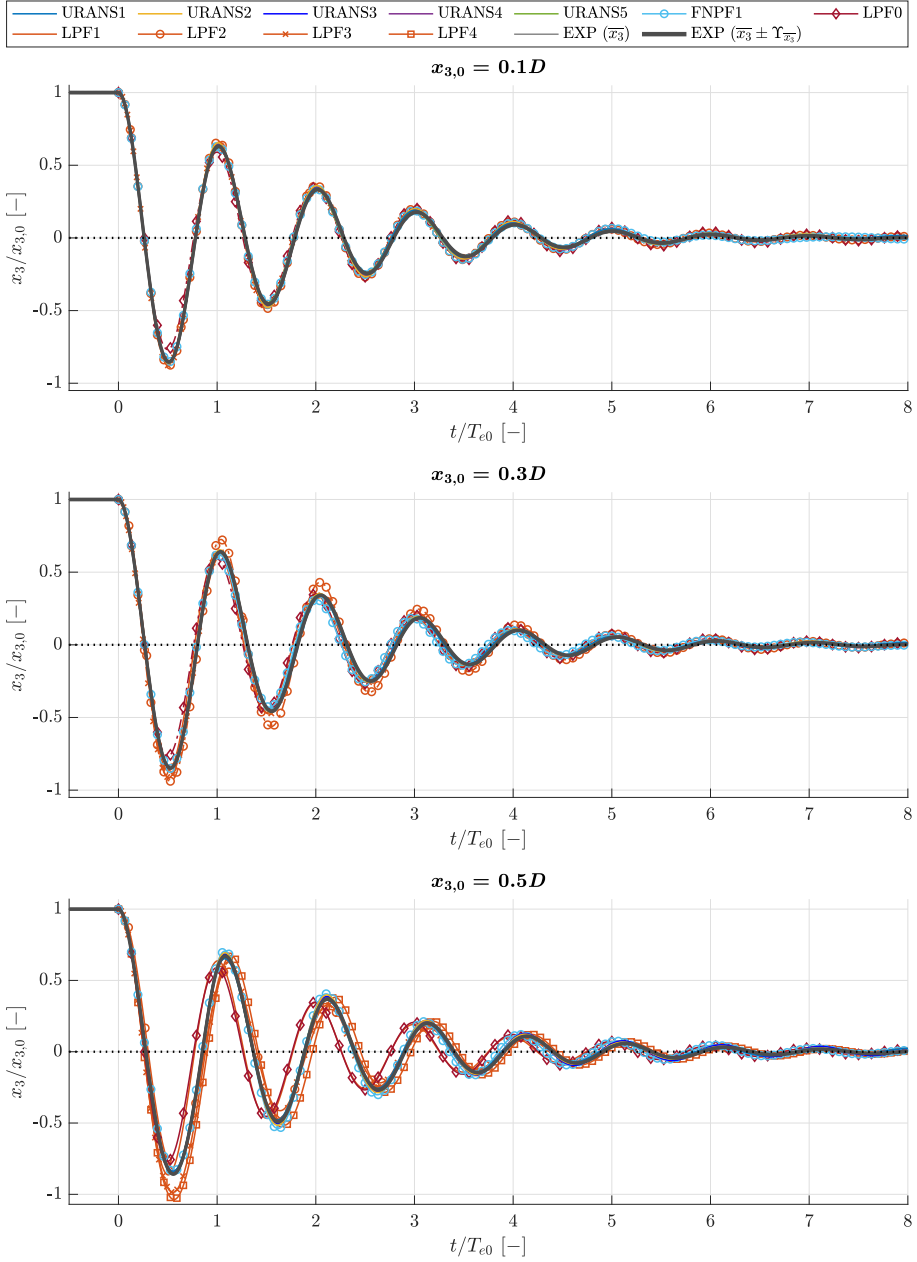 URANS1 URANS2 URANS3 URANS4 URANS5 FNPF1 LPF0
LPF1 LPF2 LPF3 LPF4 EXP (x̅₃) EXP (x̅₃ ± ϒ_x̅₃)
x₃,₀ = 0.1D
1
0.5
0
-0.5
-1
x₃/x₃,₀ [−]
0 1 2 3 4 5 6 7 8
t/Tₑ₀ [−]
x₃,₀ = 0.3D
1
0.5
0
-0.5
-1
x₃/x₃,₀ [−]
0 1 2 3 4 5 6 7 8
t/Tₑ₀ [−]
x₃,₀ = 0.5D
1
0.5
0
-0.5
-1
x₃/x₃,₀ [−]
0 1 2 3 4 5 6 7 8
t/Tₑ₀ [−]